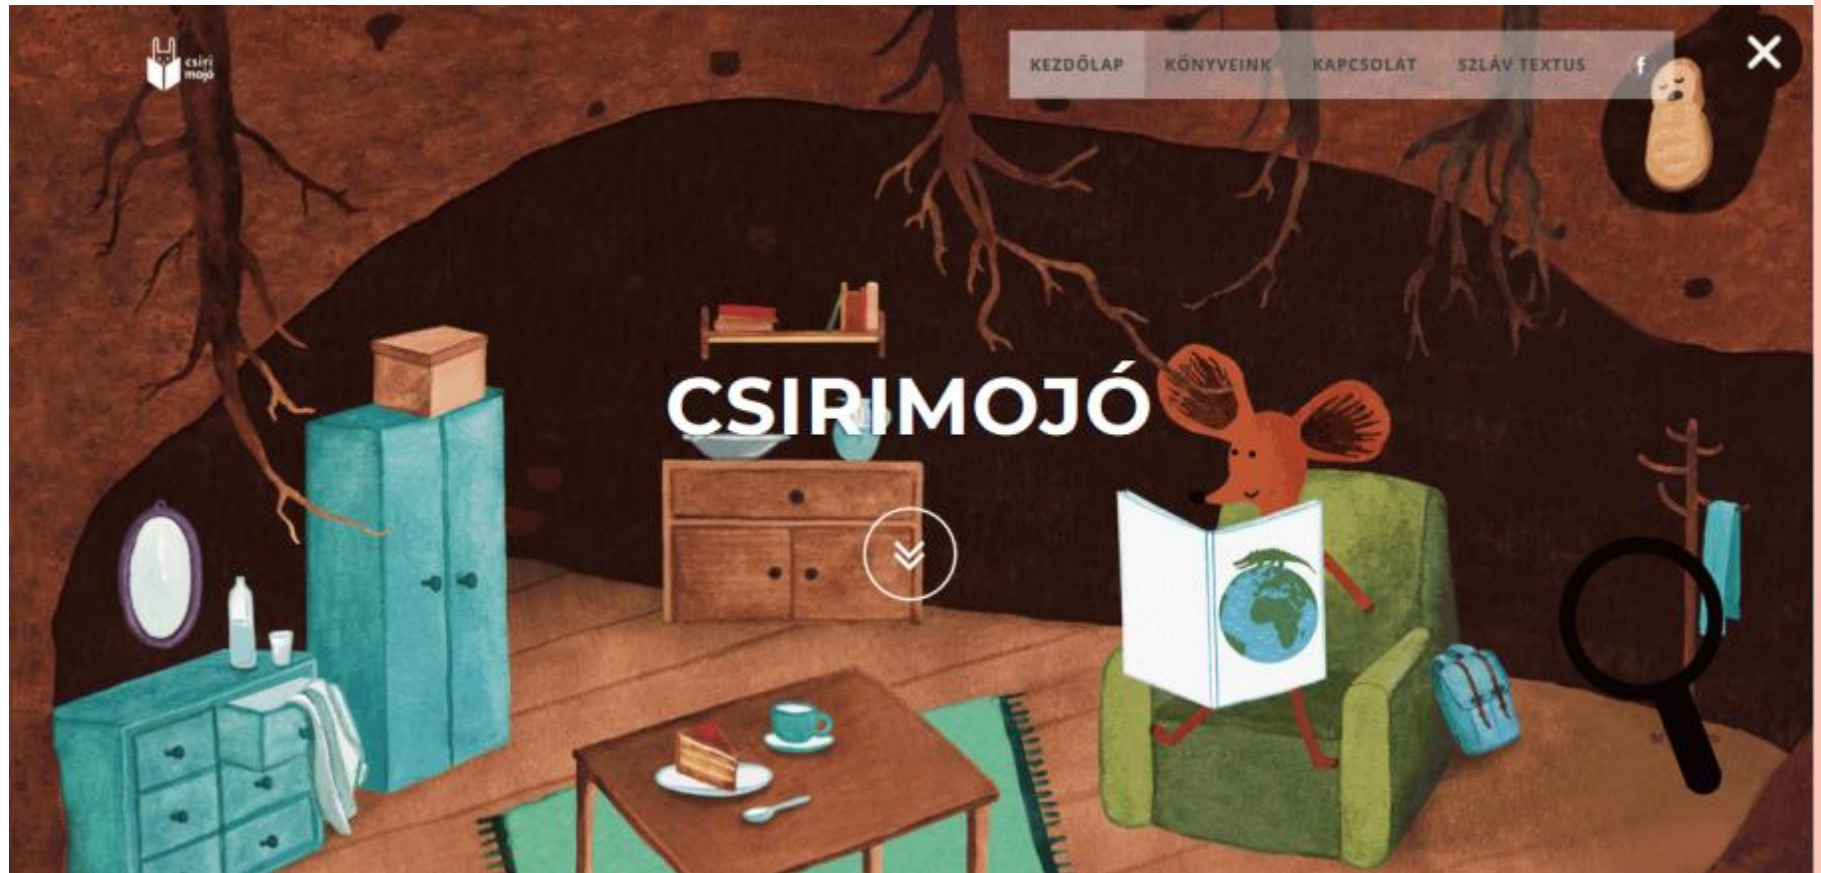 csiri
mojó
KEZDŐLAP KÖNYVEINK KAPCSOLAT SZLÁV TEXTUS f
CSIRIMOJÓ